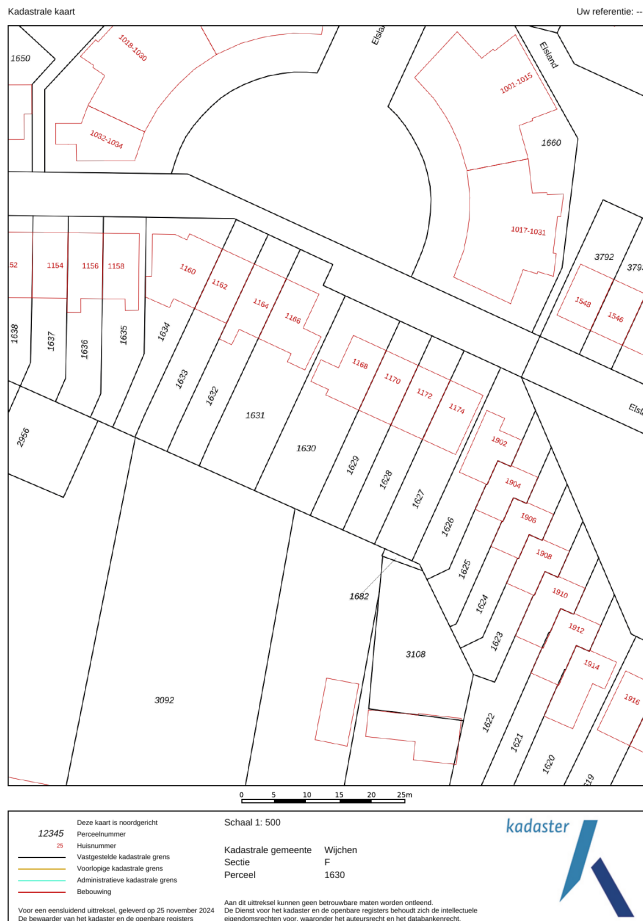 Kadastrale kaart
Uw referentie: --
Elsland
1650
1018-1030
1001-1015
1032-1034
1660
1017-1031
3792
1548
1546
1154
1156
1158
1160
1162
1164
1166
1638
1637
1636
1635
1634
1633
1632
1631
1630
1168
1170
1172
1174
1629
1628
1627
1626
1625
1624
1623
1622
1621
1620
1902
1904
1906
1908
1910
1912
1914
1916
2956
1682
3108
3092
0 5 10 15 20 25m
Deze kaart is noordgericht
12345 Perceelnummer
25 Huisnummer
Vastgestelde kadastrale grens
Voorlopige kadastrale grens
Administratieve kadastrale grens
Bebouwing
Voor een eensluidend uittreksel, geleverd op 25 november 2024
De bewaarder van het kadaster en de openbare registers
Schaal 1: 500
Kadastrale gemeente Wijchen
Sectie F
Perceel 1630
Aan dit uittreksel kunnen geen betrouwbare maten worden ontleend.
De Dienst voor het kadaster en de openbare registers behoudt zich de intellectuele
eigendomsrechten voor, waaronder het auteursrecht en het databankenrecht.
kadaster